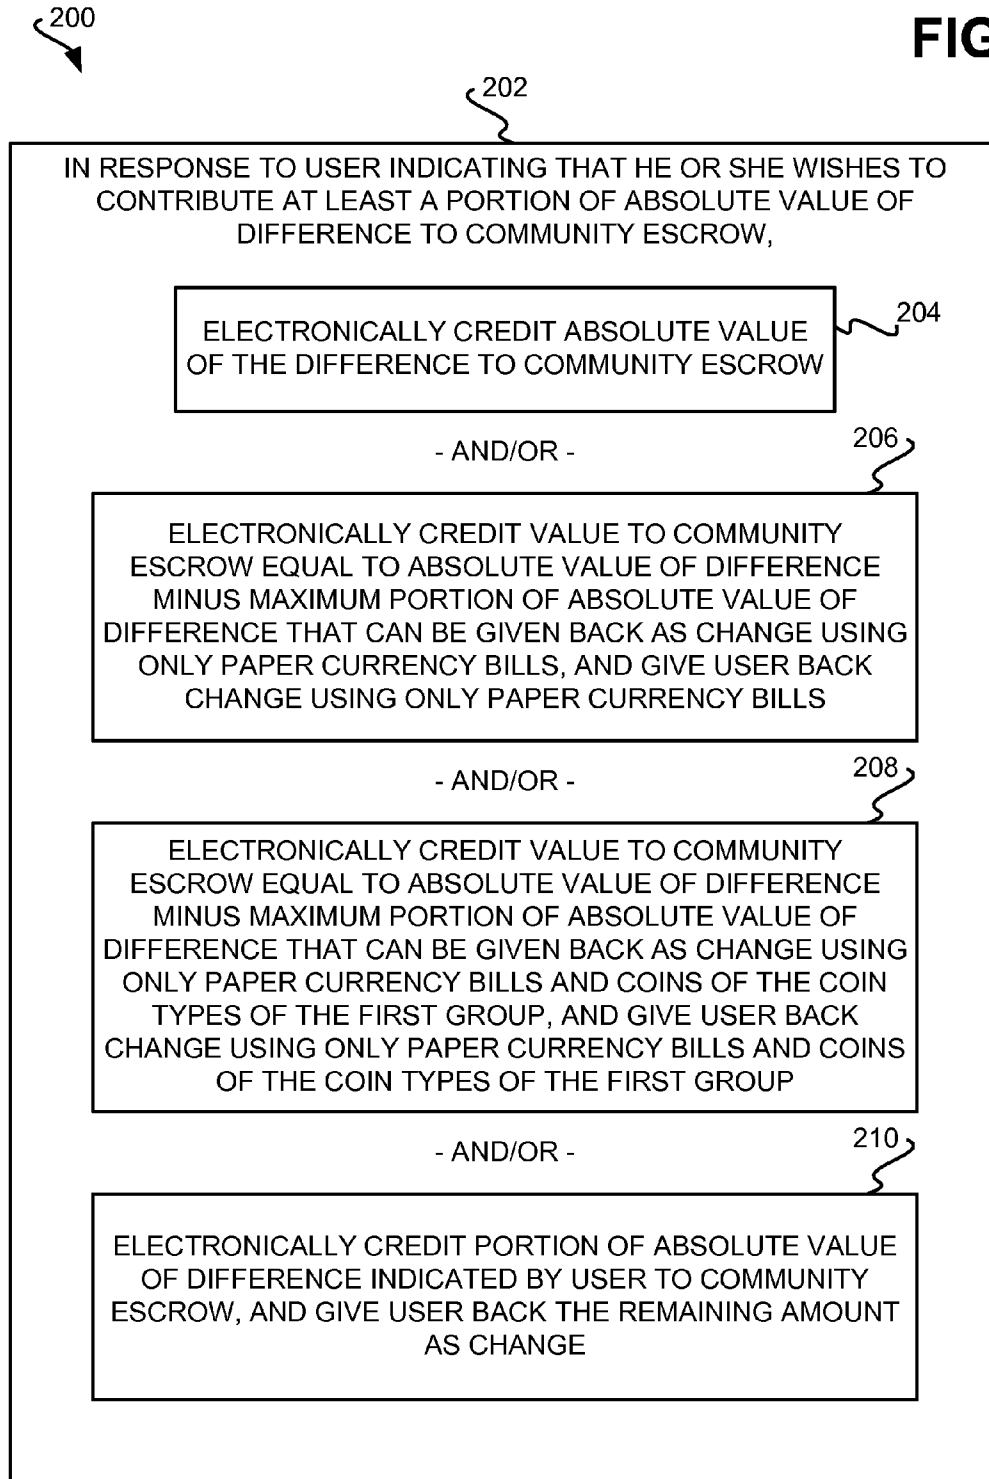 200
FIG
202
IN RESPONSE TO USER INDICATING THAT HE OR SHE WISHES TO
CONTRIBUTE AT LEAST A PORTION OF ABSOLUTE VALUE OF
DIFFERENCE TO COMMUNITY ESCROW,
204
ELECTRONICALLY CREDIT ABSOLUTE VALUE
OF THE DIFFERENCE TO COMMUNITY ESCROW
- AND/OR -
206
ELECTRONICALLY CREDIT VALUE TO COMMUNITY
ESCROW EQUAL TO ABSOLUTE VALUE OF DIFFERENCE
MINUS MAXIMUM PORTION OF ABSOLUTE VALUE OF
DIFFERENCE THAT CAN BE GIVEN BACK AS CHANGE USING
ONLY PAPER CURRENCY BILLS, AND GIVE USER BACK
CHANGE USING ONLY PAPER CURRENCY BILLS
- AND/OR -
208
ELECTRONICALLY CREDIT VALUE TO COMMUNITY
ESCROW EQUAL TO ABSOLUTE VALUE OF DIFFERENCE
MINUS MAXIMUM PORTION OF ABSOLUTE VALUE OF
DIFFERENCE THAT CAN BE GIVEN BACK AS CHANGE USING
ONLY PAPER CURRENCY BILLS AND COINS OF THE COIN
TYPES OF THE FIRST GROUP, AND GIVE USER BACK
CHANGE USING ONLY PAPER CURRENCY BILLS AND COINS
OF THE COIN TYPES OF THE FIRST GROUP
- AND/OR -
210
ELECTRONICALLY CREDIT PORTION OF ABSOLUTE VALUE
OF DIFFERENCE INDICATED BY USER TO COMMUNITY
ESCROW, AND GIVE USER BACK THE REMAINING AMOUNT
AS CHANGE